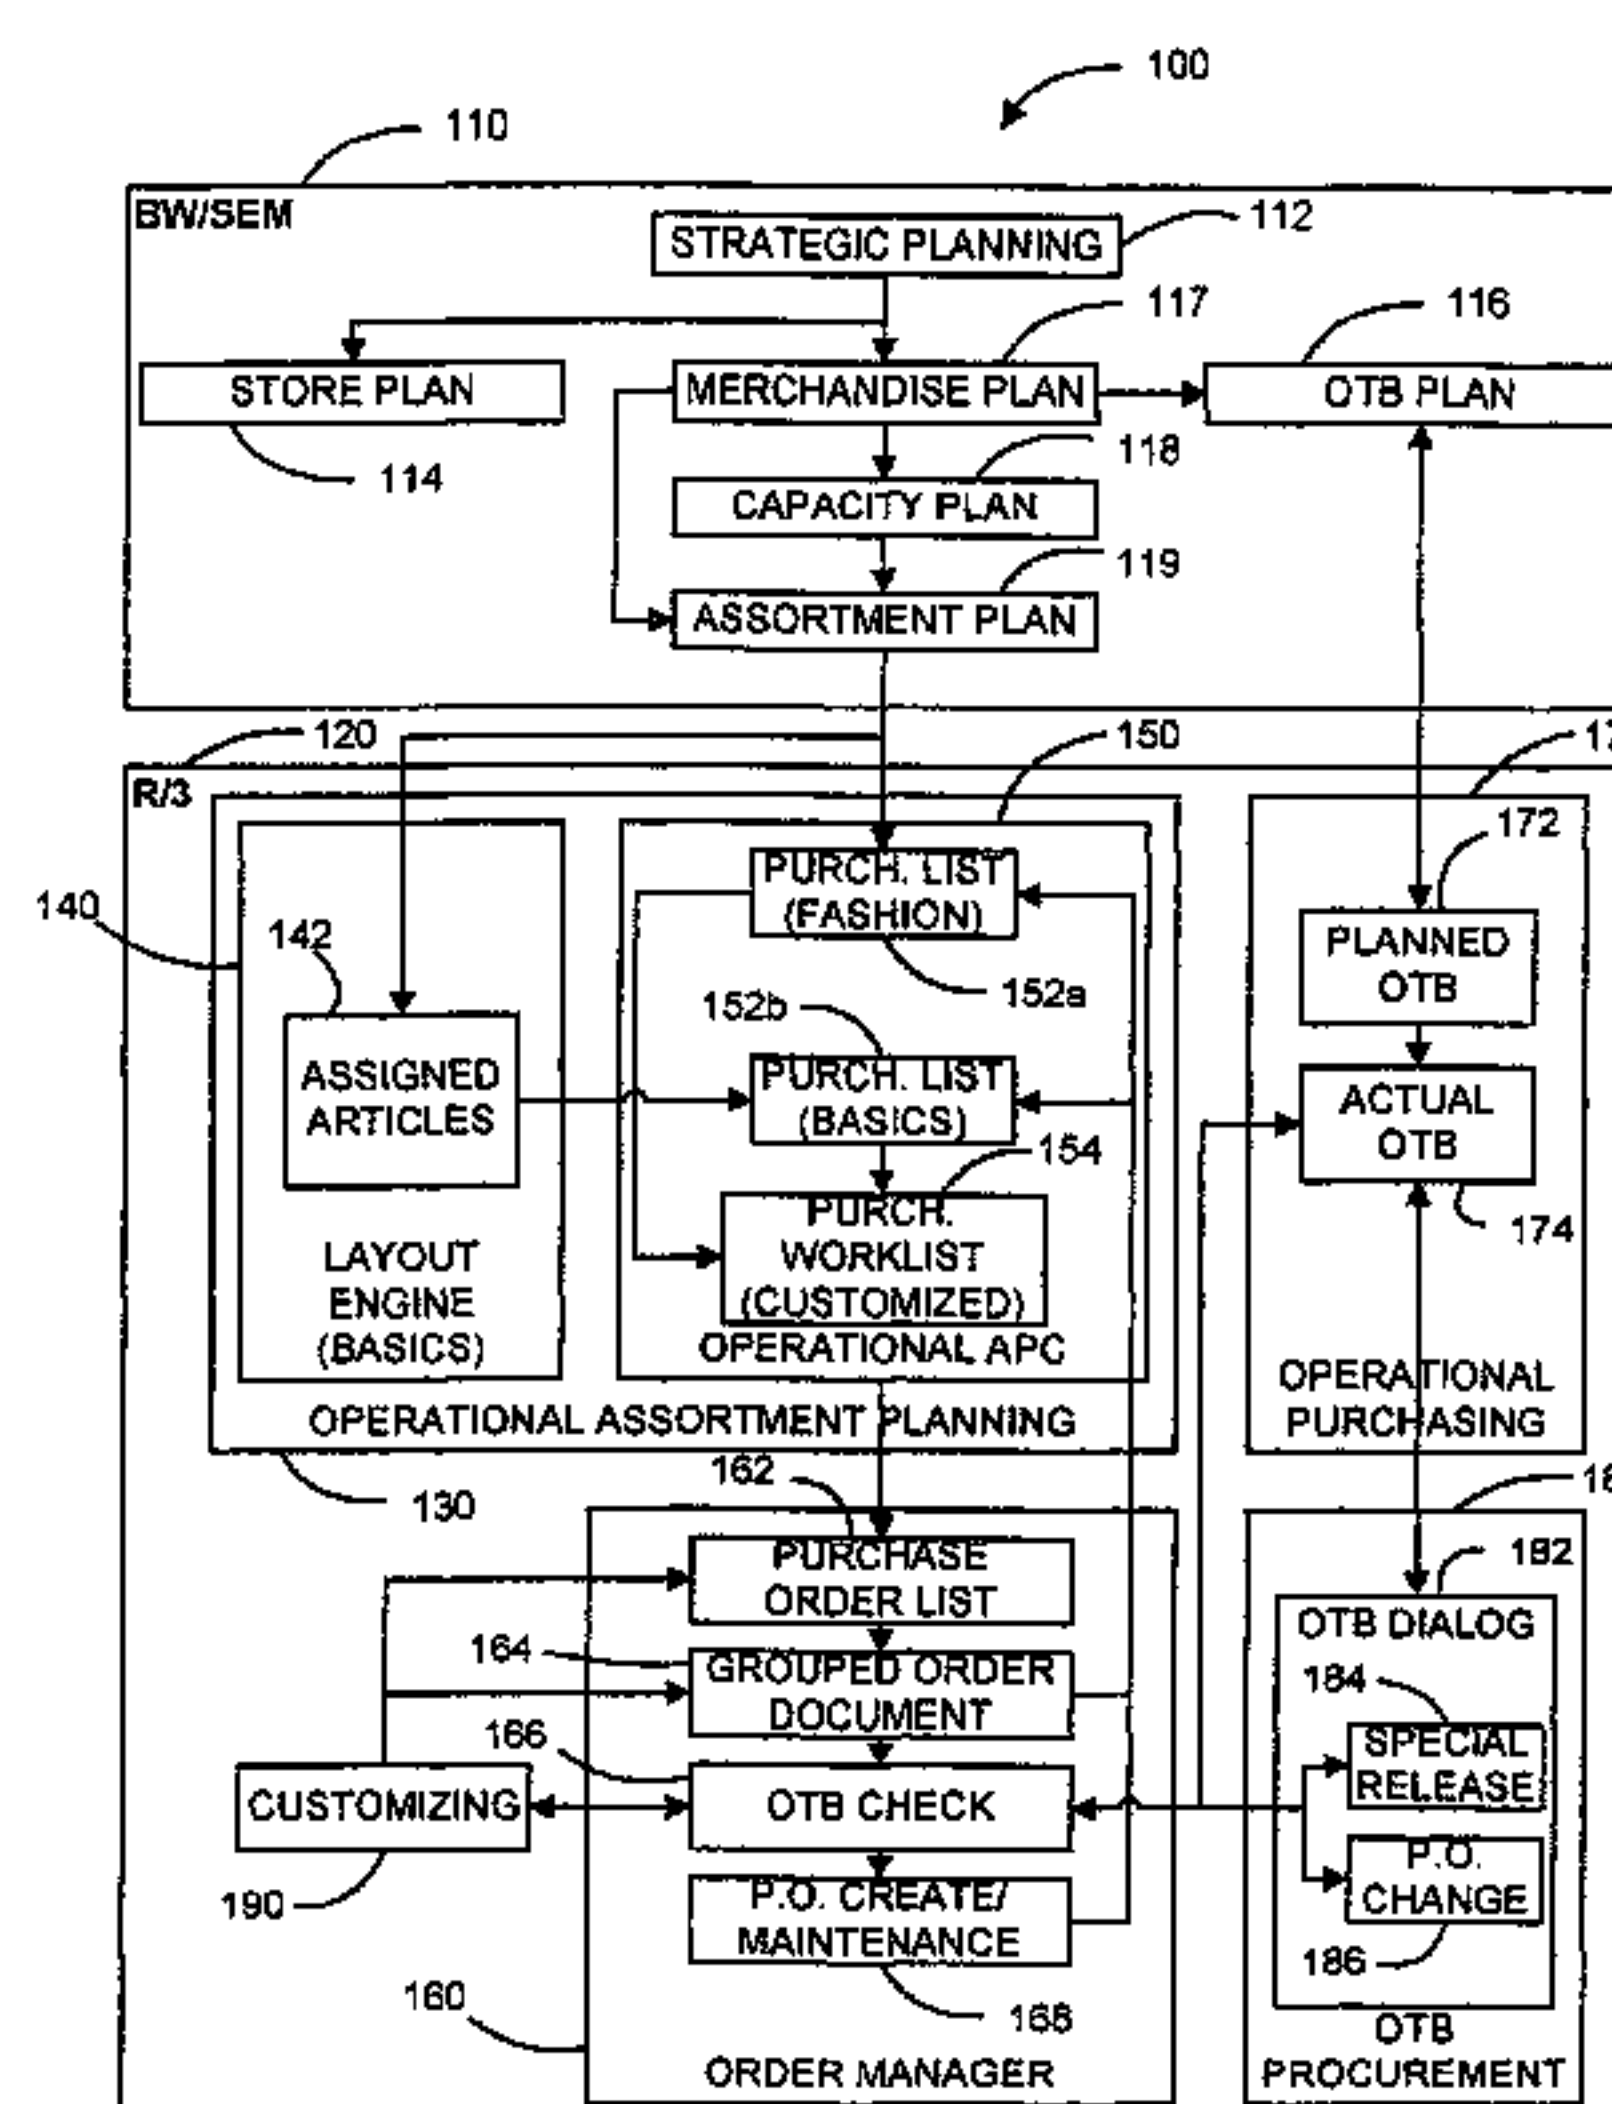 100
110
BW/SEM
STRATEGIC PLANNING
112
117
116
STORE PLAN
MERCHANDISE PLAN
OTB PLAN
114
118
CAPACITY PLAN
119
ASSORTMENT PLAN
120
150
R/3
172
140
142
PURCH. LIST
(FASHION)
PLANNED
OTB
152a
152b
ASSIGNED
ARTICLES
PURCH. LIST
(BASICS)
ACTUAL
OTB
154
174
PURCH.
WORKLIST
(CUSTOMIZED)
LAYOUT
ENGINE
(BASICS)
OPERATIONAL APC
OPERATIONAL
PURCHASING
OPERATIONAL ASSORTMENT PLANNING
130
162
PURCHASE
ORDER LIST
182
OTB DIALOG
164
GROUPED ORDER
DOCUMENT
184
166
SPECIAL
RELEASE
CUSTOMIZING
OTB CHECK
P.O.
CHANGE
190
P.O. CREATE/
MAINTENANCE
186
160
168
OTB
PROCUREMENT
ORDER MANAGER